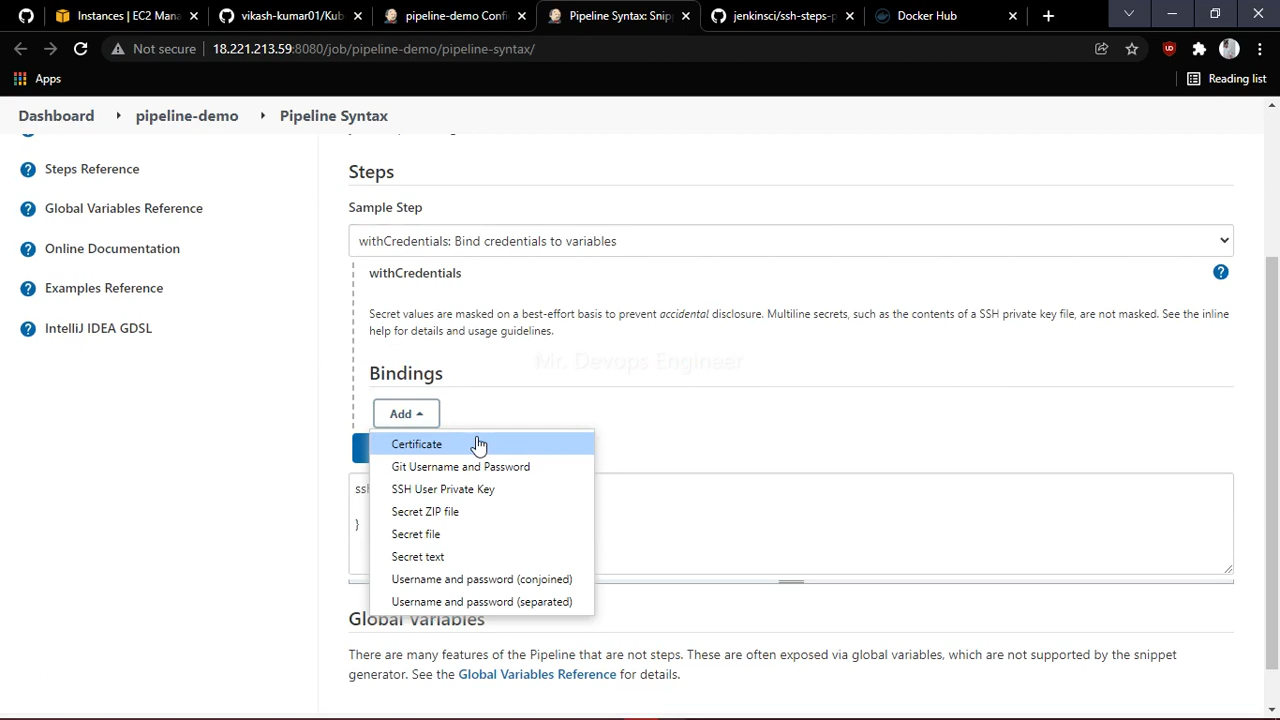 Instances | EC2 Mana
vikash-kumar01/Kub
pipeline-demo Confi
Pipeline Syntax: Snip
jenkinsci/ssh-steps-p
Docker Hub
Not secure
18.221.213.59:8080/job/pipeline-demo/pipeline-syntax/
Apps
Reading list
Dashboard
pipeline-demo
Pipeline Syntax
Steps Reference
Global Variables Reference
Online Documentation
Examples Reference
IntelliJ IDEA GDSL
Steps
Sample Step
withCredentials: Bind credentials to variables
withCredentials
Secret values are masked on a best-effort basis to prevent accidental disclosure. Multiline secrets, such as the contents of a SSH private key file, are not masked. See the inline
help for details and usage guidelines.
Mr. Devops Engineer
Bindings
Add
Certificate
Git Username and Password
SSH User Private Key
Secret ZIP file
Secret file
Secret text
Username and password (conjoined)
Username and password (separated)
ssh
}
Global Variables
There are many features of the Pipeline that are not steps. These are often exposed via global variables, which are not supported by the snippet
generator. See the Global Variables Reference for details.